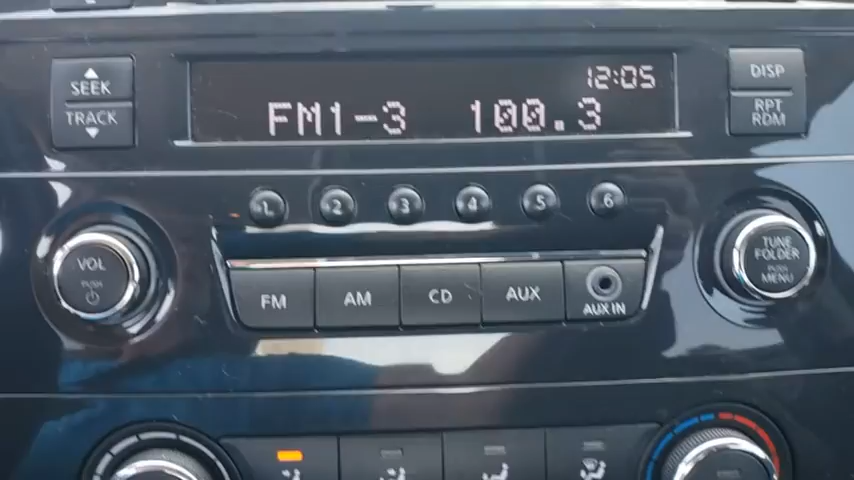 12:05
FM1-3 100.3
SEEK
TRACK
DISP
RPT
RDM
1 2 3 4 5 6
VOL
PUSH
TUNE
FOLDER
PUSH
MENU
FM AM CD AUX AUX IN